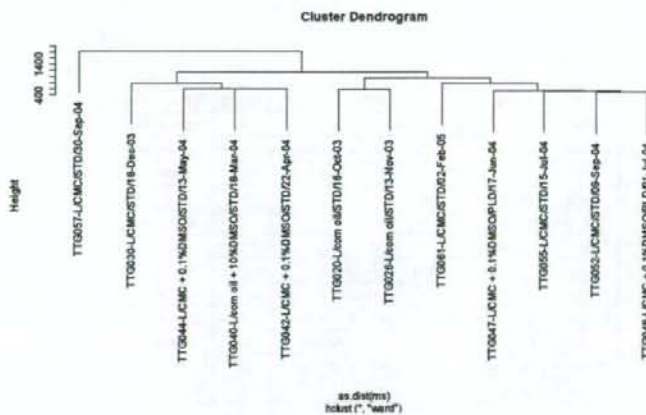 Cluster Dendrogram
Height
400 1400
TTG057-L/CMC/STD/30-Sep-04
TTG030-L/CMC/STD/18-Dec-03
TTG044-L/CMC + 0.1%DMSO/STD/13-May-04
TTG040-L/corn oil + 10%DMSO/STD/18-Mar-04
TTG042-L/CMC + 0.1%DMSO/STD/22-Apr-04
TTG020-L/corn oil/STD/16-Oct-03
TTG026-L/corn oil/STD/13-Nov-03
TTG061-L/CMC/STD/02-Feb-05
TTG047-L/CMC + 0.1%DMSO/PLD/17-Jun-04
TTG055-L/CMC/STD/15-Jul-04
TTG052-L/CMC/STD/09-Sep-04
as.dist(ms)
hclust (*, "ward")